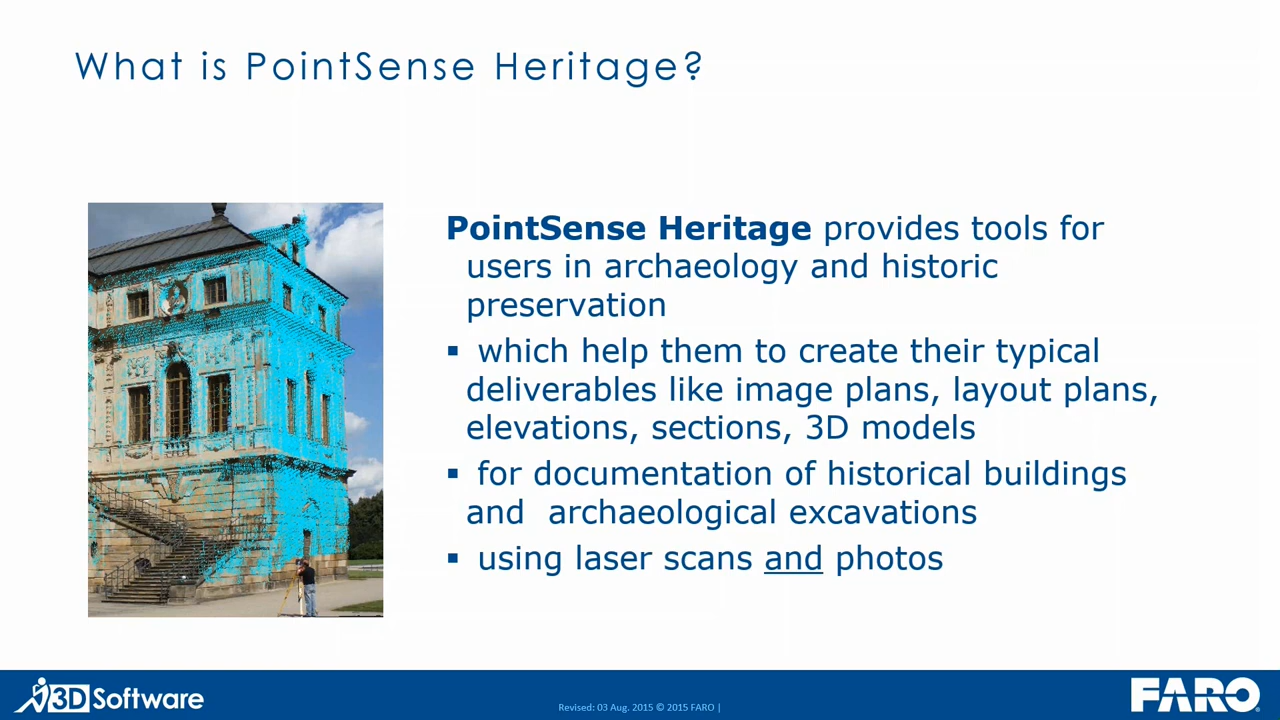 What is PointSense Heritage?
PointSense Heritage provides tools for
users in archaeology and historic
preservation
▪ which help them to create their typical
deliverables like image plans, layout plans,
elevations, sections, 3D models
▪ for documentation of historical buildings
and  archaeological excavations
▪ using laser scans and photos
3D Software
Revised: 03 Aug. 2015 © 2015 FARO |
FARO